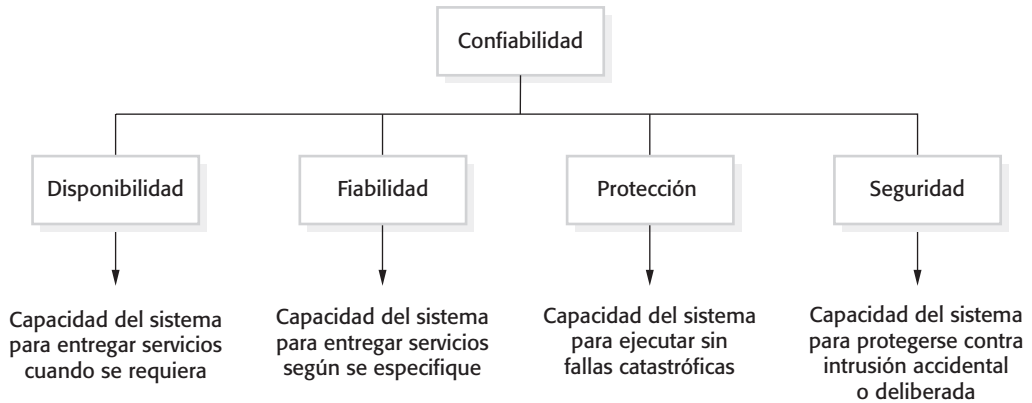 Confiabilidad
Disponibilidad
Fiabilidad
Protección
Seguridad
Capacidad del sistema
para entregar servicios
cuando se requiera
Capacidad del sistema
para entregar servicios
según se especifique
Capacidad del sistema
para ejecutar sin
fallas catastróficas
Capacidad del sistema
para protegerse contra
intrusión accidental
o deliberada